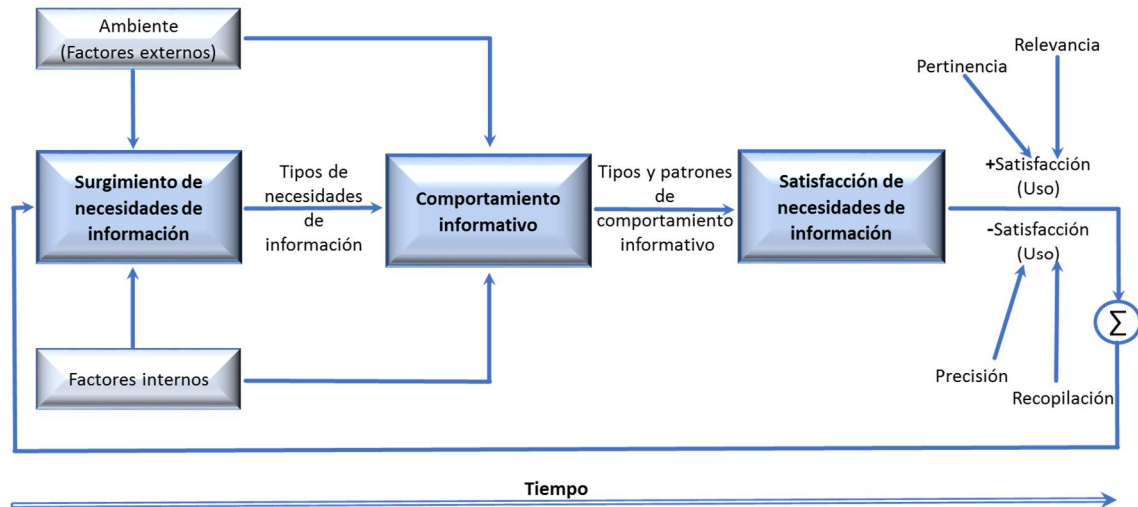 Ambiente
(Factores externos)
Relevancia
Pertinencia
Surgimiento de
necesidades de
información
Tipos de
necesidades
de
información
Comportamiento
informativo
Tipos y patrones
de
comportamiento
informativo
Satisfacción de
necesidades de
información
+Satisfacción
(Uso)
-Satisfacción
(Uso)
∑
Factores internos
Precisión
Recopilación
Tiempo